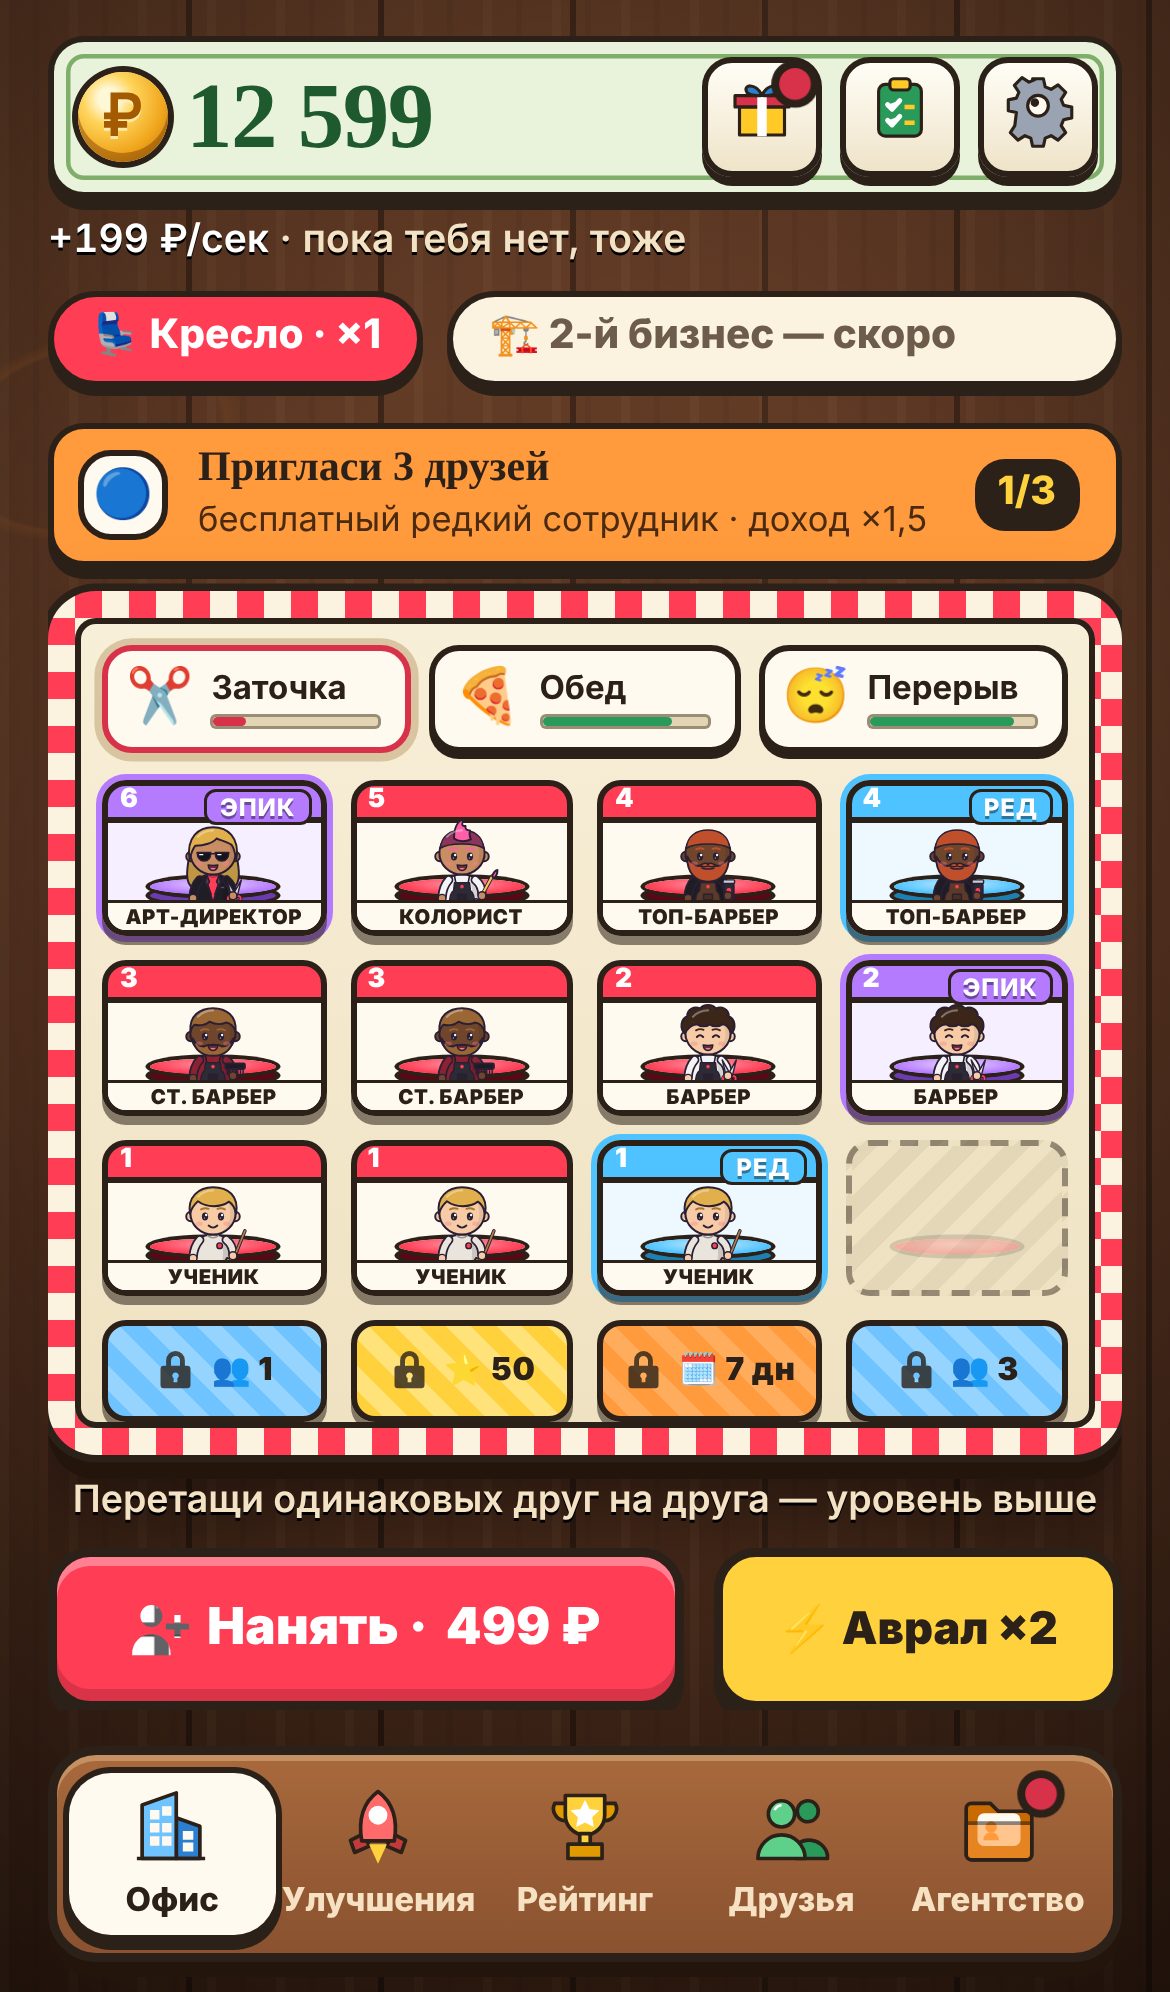 ₽ 12 599
+199 ₽/сек · пока тебя нет, тоже
Кресло · ×1
2-й бизнес — скоро
Пригласи 3 друзей
бесплатный редкий сотрудник · доход ×1,5
1/3
Заточка
Обед
Перерыв
6 ЭПИК
АРТ-ДИРЕКТОР
5
КОЛОРИСТ
4
ТОП-БАРБЕР
4 РЕД
ТОП-БАРБЕР
3
СТ. БАРБЕР
3
СТ. БАРБЕР
2
БАРБЕР
2 ЭПИК
БАРБЕР
1
УЧЕНИК
1
УЧЕНИК
1 РЕД
УЧЕНИК
1
50
7 дн
3
Перетащи одинаковых друг на друга — уровень выше
Нанять · 499 ₽
Аврал ×2
Офис
Улучшения
Рейтинг
Друзья
Агентство